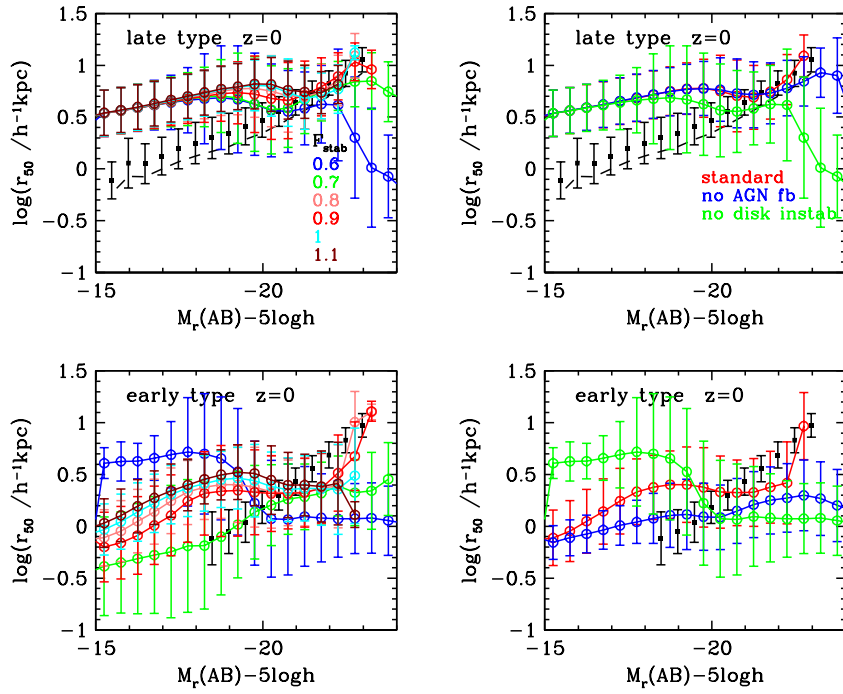 late type z=0
1.5
1
0.5
0
−0.5
−1
log(r50 /h−1kpc)
Fstab
0.6
0.7
0.8
0.9
1
1.1
−15
−20
Mr(AB)−5logh
late type z=0
1.5
1
0.5
0
−0.5
−1
log(r50 /h−1kpc)
standard
no AGN fb
no disk instab
−15
−20
Mr(AB)−5logh
early type z=0
1.5
1
0.5
0
−0.5
−1
log(r50 /h−1kpc)
−15
−20
Mr(AB)−5logh
early type z=0
1.5
1
0.5
0
−0.5
−1
log(r50 /h−1kpc)
−15
−20
Mr(AB)−5logh